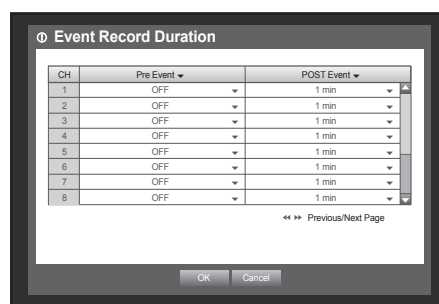 Event Record Duration
CH Pre Event POST Event
1 OFF 1 min
2 OFF 1 min
3 OFF 1 min
4 OFF 1 min
5 OFF 1 min
6 OFF 1 min
7 OFF 1 min
8 OFF 1 min
Previous/Next Page
OK Cancel